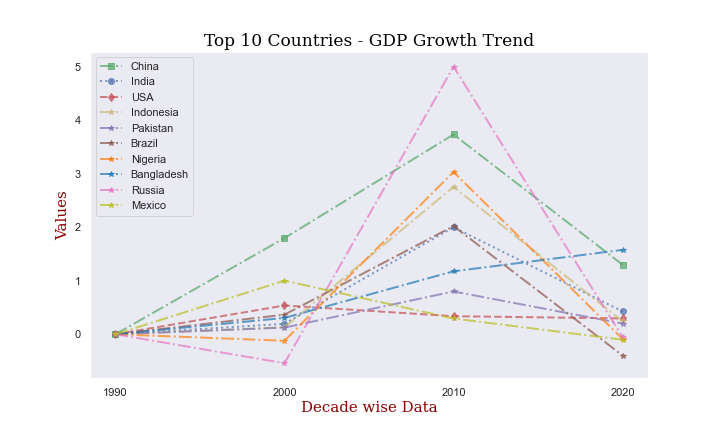 Top 10 Countries - GDP Growth Trend
China
India
USA
Indonesia
Pakistan
Brazil
Nigeria
Bangladesh
Russia
Mexico
5
4
3
2
1
0
Values
1990 2000 2010 2020
Decade wise Data